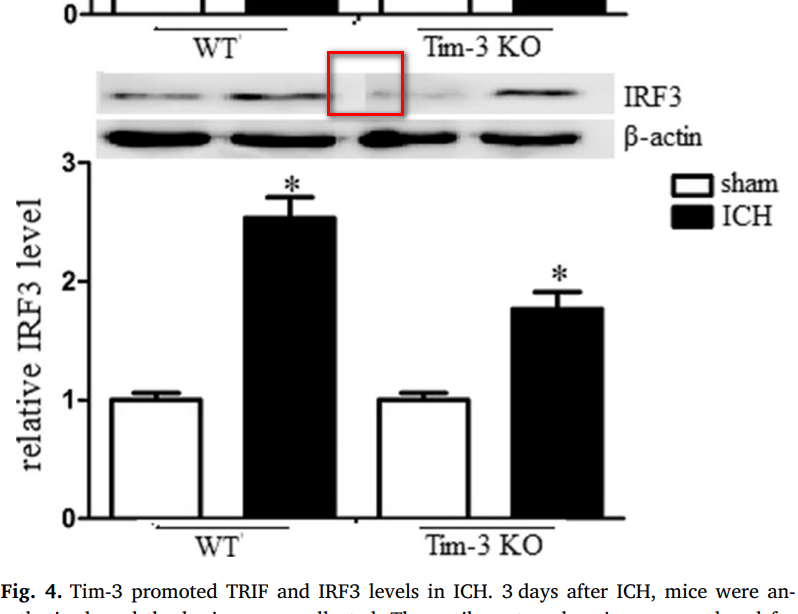 0
WT Tim-3 KO
IRF3
β-actin
3
*
sham
ICH
*
2
relative IRF3 level
1
0
WT Tim-3 KO
Fig. 4. Tim-3 promoted TRIF and IRF3 levels in ICH. 3 days after ICH, mice were an-